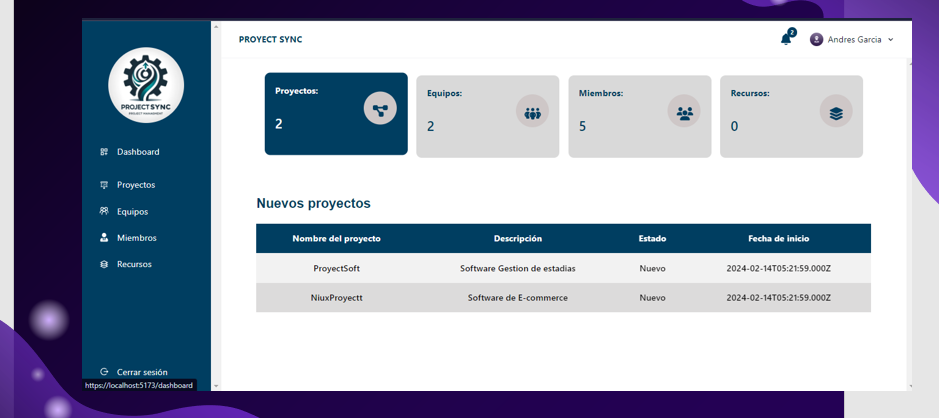 PROYECT SYNC
2
Andres Garcia
PROJECT SYNC
PROJECT MANAGEMENT
Dashboard
Proyectos
Equipos
Miembros
Recursos
Cerrar sesión
https://localhost:5173/dashboard
Proyectos:
2
Equipos:
2
Miembros:
5
Recursos:
0
Nuevos proyectos
Nombre del proyecto Descripción Estado Fecha de inicio
ProyectSoft Software Gestion de estadias Nuevo 2024-02-14T05:21:59.000Z
NiuxProyectt Software de E-commerce Nuevo 2024-02-14T05:21:59.000Z